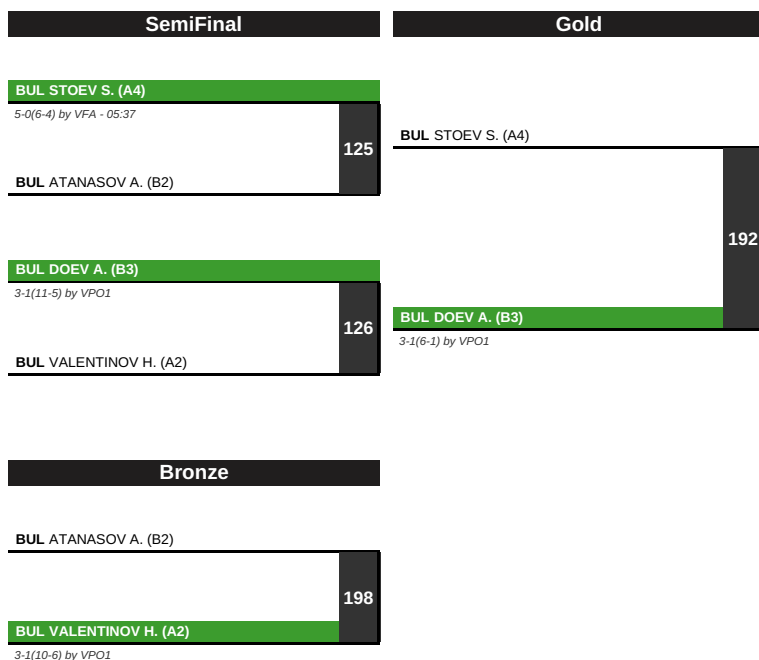 SemiFinal
BUL STOEV S. (A4)
5-0(6-4) by VFA - 05:37
125
BUL ATANASOV A. (B2)
BUL DOEV A. (B3)
3-1(11-5) by VPO1
126
BUL VALENTINOV H. (A2)
Gold
BUL STOEV S. (A4)
192
BUL DOEV A. (B3)
3-1(6-1) by VPO1
Bronze
BUL ATANASOV A. (B2)
198
BUL VALENTINOV H. (A2)
3-1(10-6) by VPO1